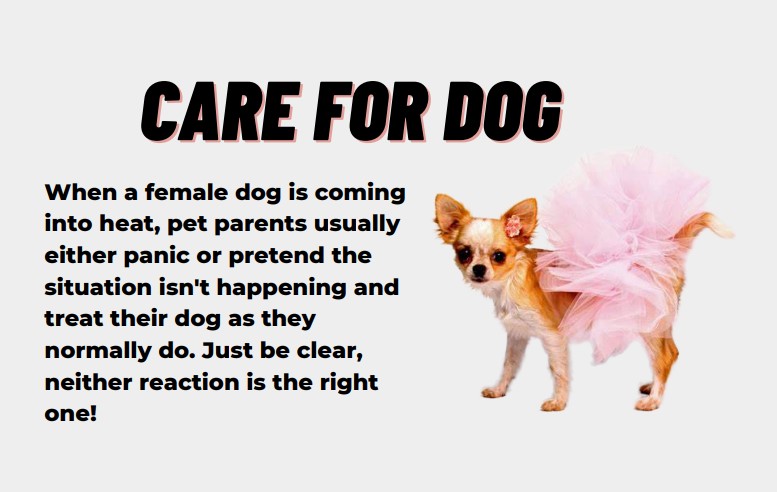 CARE FOR DOG
When a female dog is coming
into heat, pet parents usually
either panic or pretend the
situation isn't happening and
treat their dog as they
normally do. Just be clear,
neither reaction is the right
one!